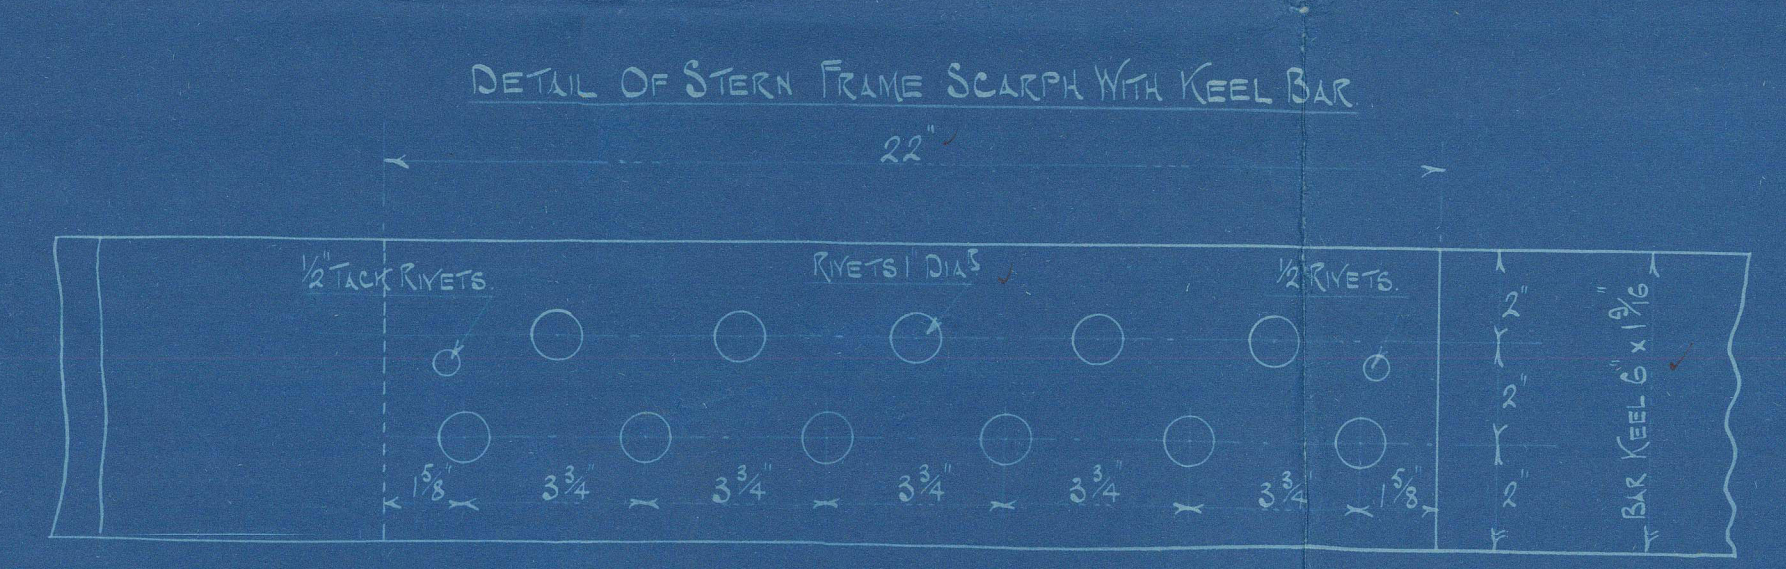 DETAIL OF STERN FRAME SCARPH WITH KEEL BAR.
22"
1/2" TACK RIVETS.
RIVETS 1" DIAR
1/2 RIVETS.
1 5/8"
3 3/4"
3 3/4"
3 3/4"
3 3/4"
3 3/4
1 5/8"
2"
2"
2"
BAR KEEL 6" x 1 9/16"